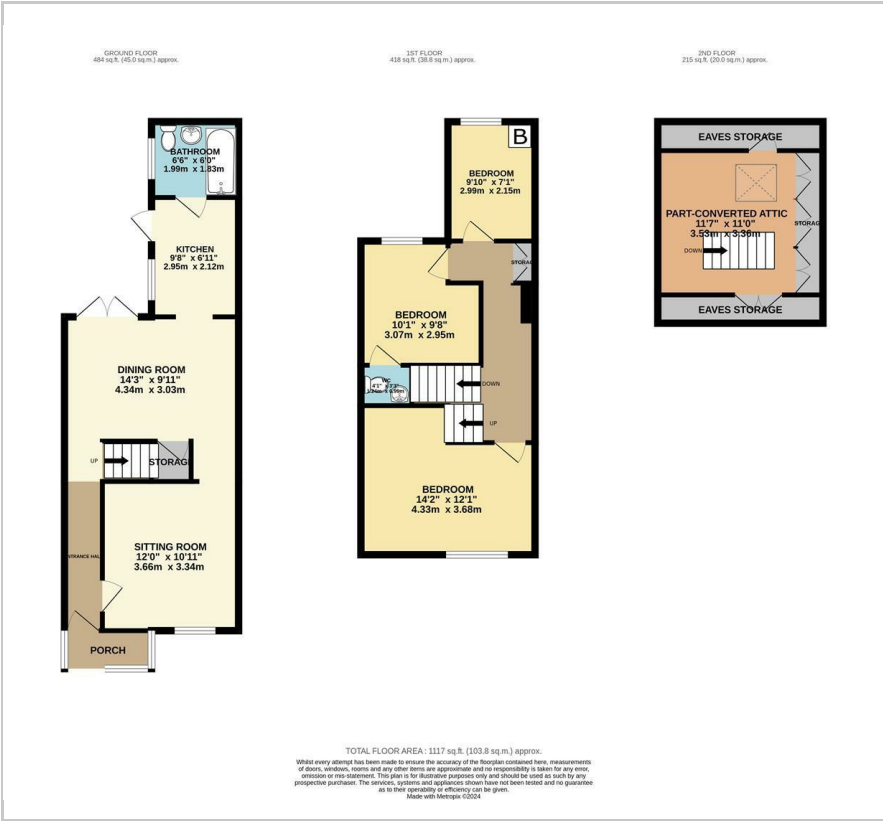 GROUND FLOOR
484 sq.ft. (45.0 sq.m.) approx.
1ST FLOOR
418 sq.ft. (38.8 sq.m.) approx.
2ND FLOOR
215 sq.ft. (20.0 sq.m.) approx.
BATHROOM
6'6" x 6'0"
1.99m x 1.83m
KITCHEN
9'8" x 6'11"
2.95m x 2.12m
DINING ROOM
14'3" x 9'11"
4.34m x 3.03m
UP
STORAG
SITTING ROOM
12'0" x 10'11"
3.66m x 3.34m
NTRANCE HAL
PORCH
B
BEDROOM
9'10" x 7'1"
2.99m x 2.15m
STORAG
BEDROOM
10'1" x 9'8"
3.07m x 2.95m
WC
DOWN
UP
BEDROOM
14'2" x 12'1"
4.33m x 3.68m
EAVES STORAGE
PART-CONVERTED ATTIC
11'7" x 11'0"
3.53m x 3.36m
STORAG
DOWN
EAVES STORAGE
TOTAL FLOOR AREA : 1117 sq.ft. (103.8 sq.m.) approx.
Whilst every attempt has been made to ensure the accuracy of the floorplan contained here, measurements
of doors, windows, rooms and any other items are approximate and no responsibility is taken for any error,
omission or mis-statement. This plan is for illustrative purposes only and should be used as such by any
prospective purchaser. The services, systems and appliances shown have not been tested and no guarantee
as to their operability or efficiency can be given.
Made with Metropix ©2024